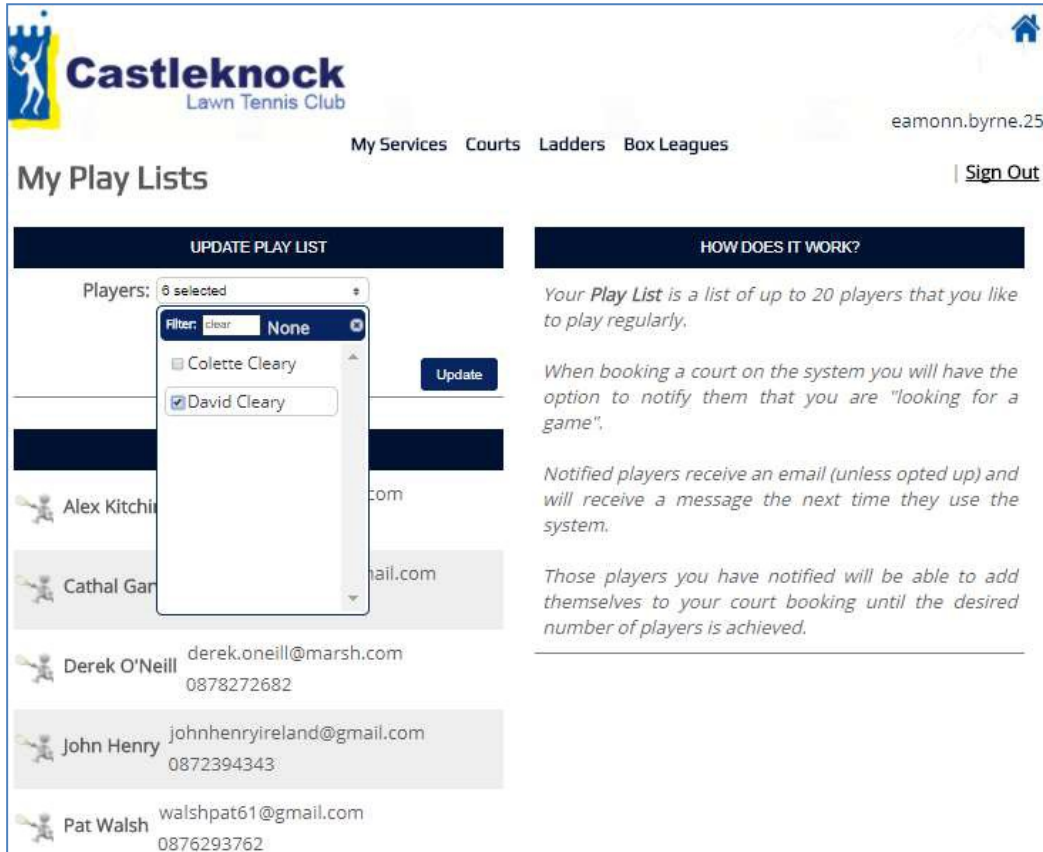 Castleknock
Lawn Tennis Club
eamonn.byrne.25
My Services Courts Ladders Box Leagues
My Play Lists
| Sign Out
UPDATE PLAY LIST
Players: 6 selected
Filter: clear None
Colette Cleary
David Cleary
Update
Alex Kitchin
.com
Cathal Gar
ail.com
Derek O'Neill
derek.oneill@marsh.com
0878272682
John Henry
johnhenryireland@gmail.com
0872394343
Pat Walsh
walshpat61@gmail.com
0876293762
HOW DOES IT WORK?
Your Play List is a list of up to 20 players that you like
to play regularly.
When booking a court on the system you will have the
option to notify them that you are "looking for a
game".
Notified players receive an email (unless opted up) and
will receive a message the next time they use the
system.
Those players you have notified will be able to add
themselves to your court booking until the desired
number of players is achieved.